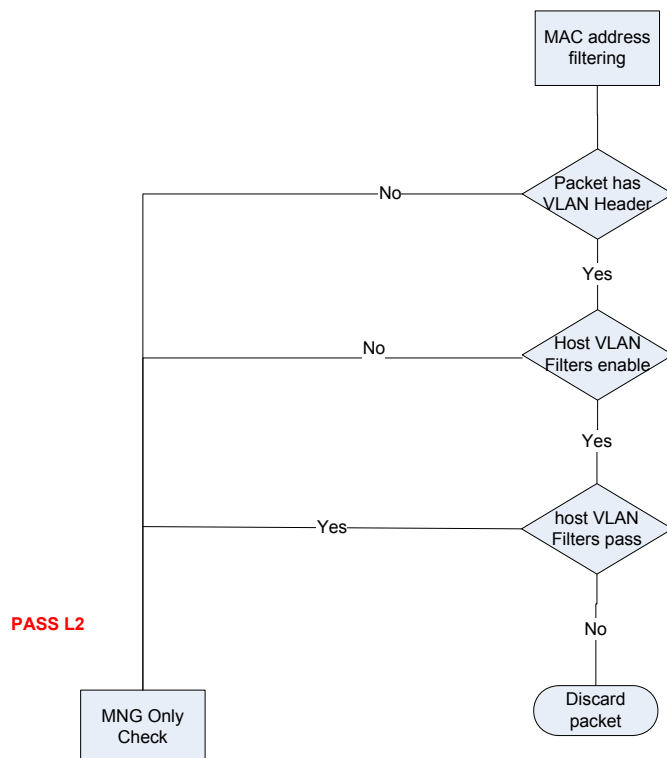 MAC address
filtering
Packet has
VLAN Header
No
Yes
Host VLAN
Filters enable
No
Yes
host VLAN
Filters pass
Yes
No
PASS L2
MNG Only
Check
Discard
packet